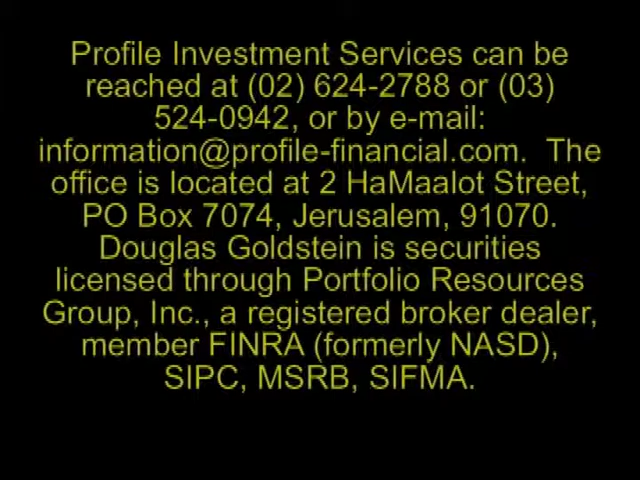 Profile Investment Services can be
reached at (02) 624-2788 or (03)
524-0942, or by e-mail:
information@profile-financial.com.  The
office is located at 2 HaMaalot Street,
PO Box 7074, Jerusalem, 91070.
Douglas Goldstein is securities
licensed through Portfolio Resources
Group, Inc., a registered broker dealer,
member FINRA (formerly NASD),
SIPC, MSRB, SIFMA.